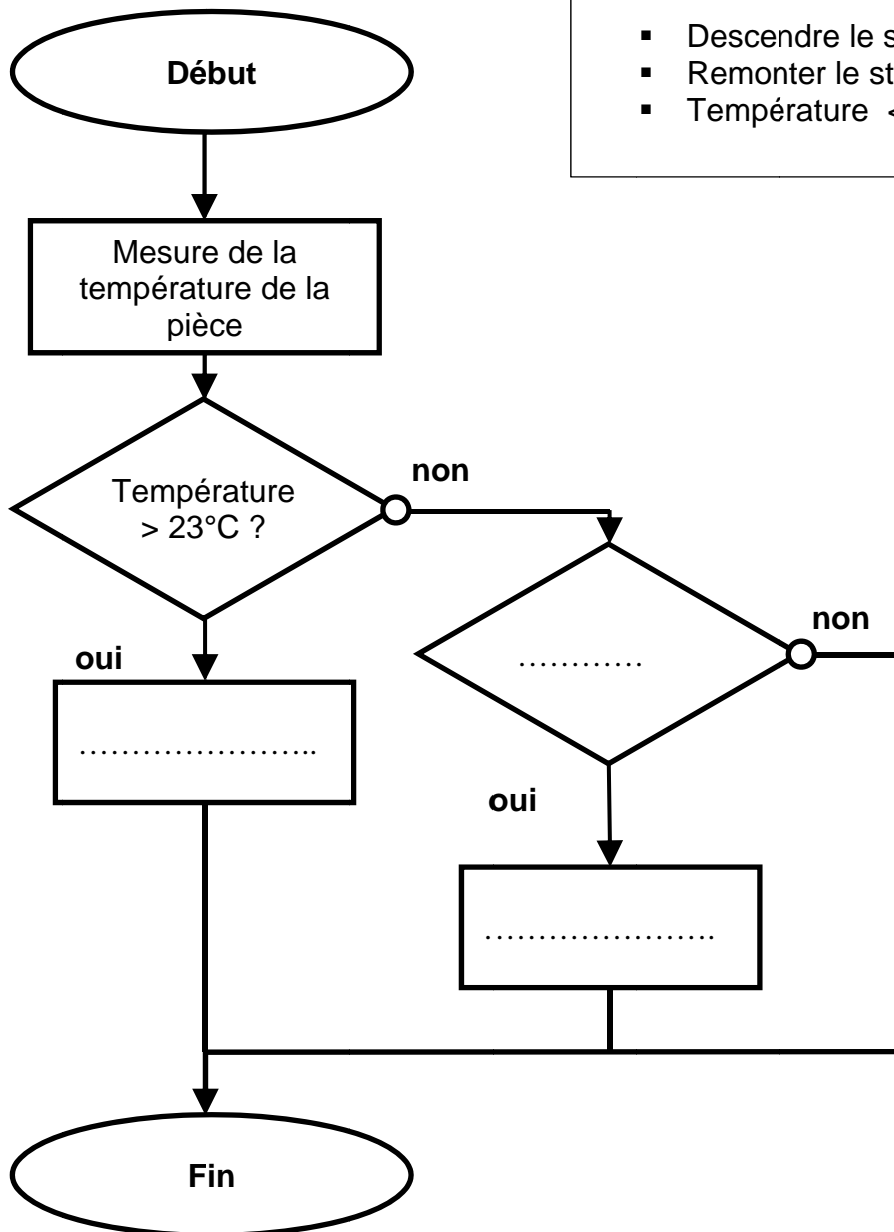 ▪ Descendre le s
▪ Remonter le st
▪ Température <
Début
Mesure de la
température de la
pièce
Température
> 23°C ?
non
oui
…………
non
……………………..
oui
………………….
Fin